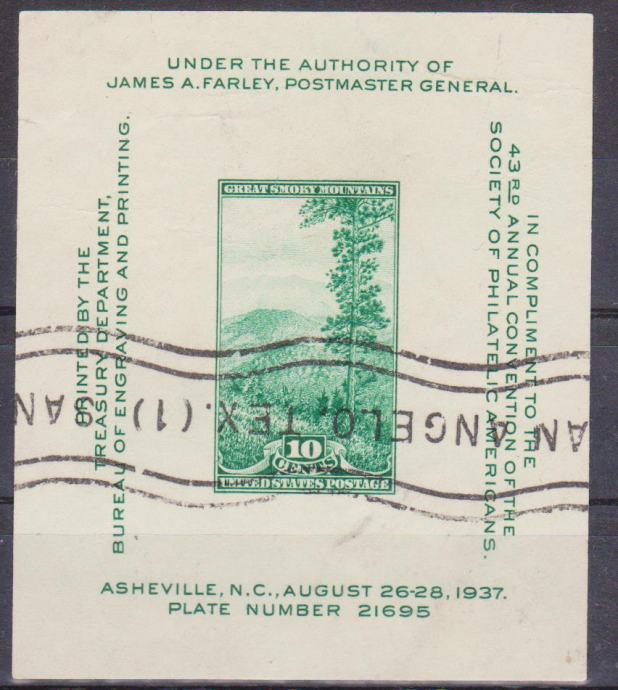 UNDER THE AUTHORITY OF
JAMES A. FARLEY, POSTMASTER GENERAL.
PRINTED BY THE
TREASURY DEPARTMENT,
BUREAU OF ENGRAVING AND PRINTING.
GREAT SMOKY MOUNTAINS
10
CENTS
UNITED STATES POSTAGE
IN COMPLIMENT TO THE
43RD ANNUAL CONVENTION OF THE
SOCIETY OF PHILATELIC AMERICANS.
AN ANGELO, TEX. (1) SAN
ASHEVILLE, N.C., AUGUST 26-28, 1937.
PLATE NUMBER 21695